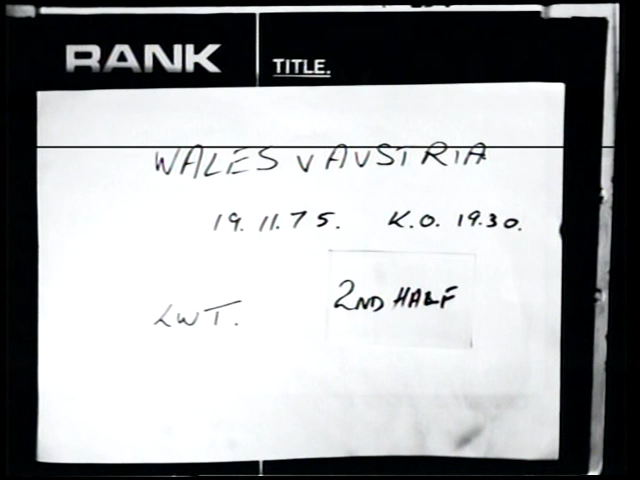 RANK TITLE.
WALES V AUSTRIA
19.11.75. K.O. 19.30.
2ND HALF
LWT.